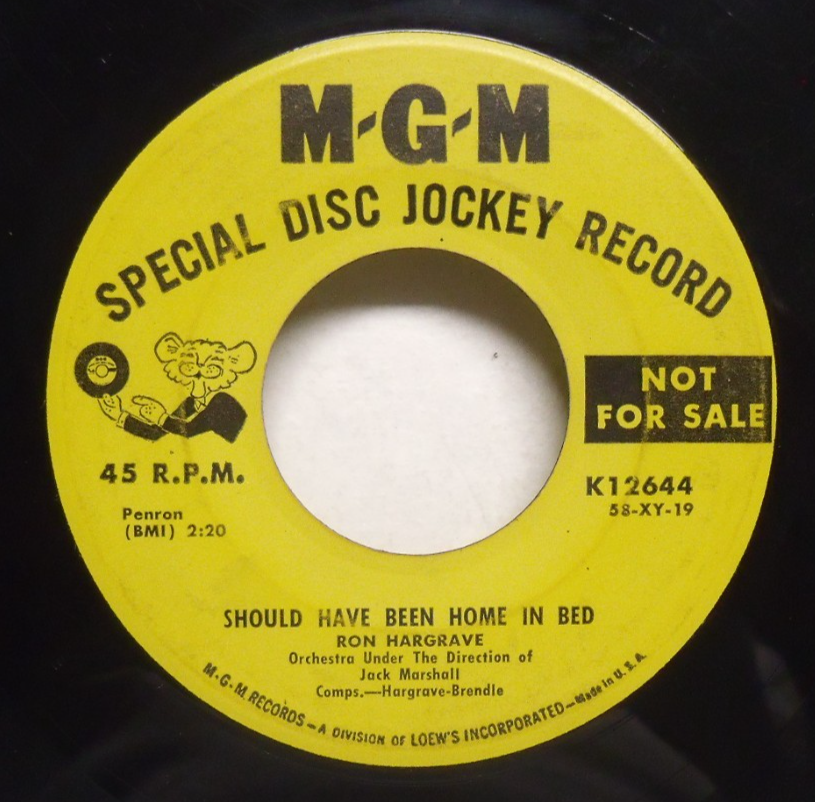 M-G-M
SPECIAL DISC JOCKEY RECORD
NOT
FOR SALE
45 R.P.M.
K12644
58-XY-19
Penron
(BMI) 2:20
SHOULD HAVE BEEN HOME IN BED
RON HARGRAVE
Orchestra Under The Direction of
Jack Marshall
Comps.—Hargrave-Brendle
M-G-M RECORDS—A DIVISION OF LOEW'S INCORPORATED—Made in U.S.A.